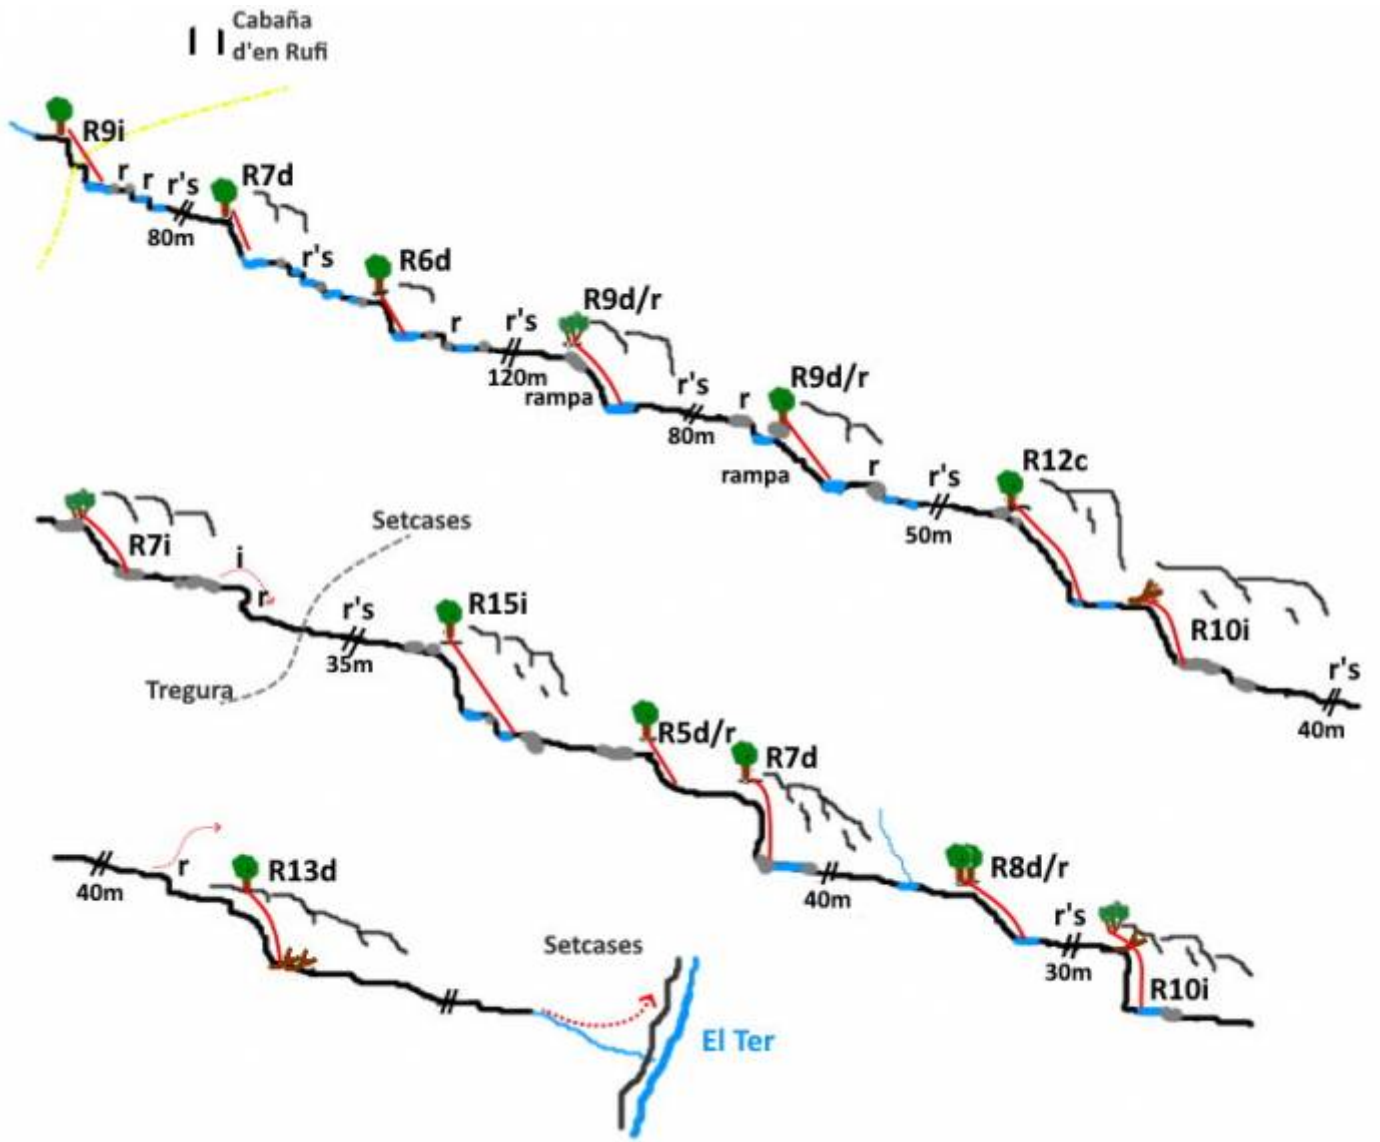 Cabaña
d'en Rufi
R9i
r
r
r's
80m
R7d
r's
R6d
r
r's
120m
R9d/r
rampa
r's
80m
r
R9d/r
rampa
r
r's
50m
R12c
R10i
r's
40m
R7i
i
r
Setcases
Tregura
r's
35m
R15i
R5d/r
R7d
40m
R8d/r
r's
30m
R10i
40m
r
R13d
Setcases
El Ter